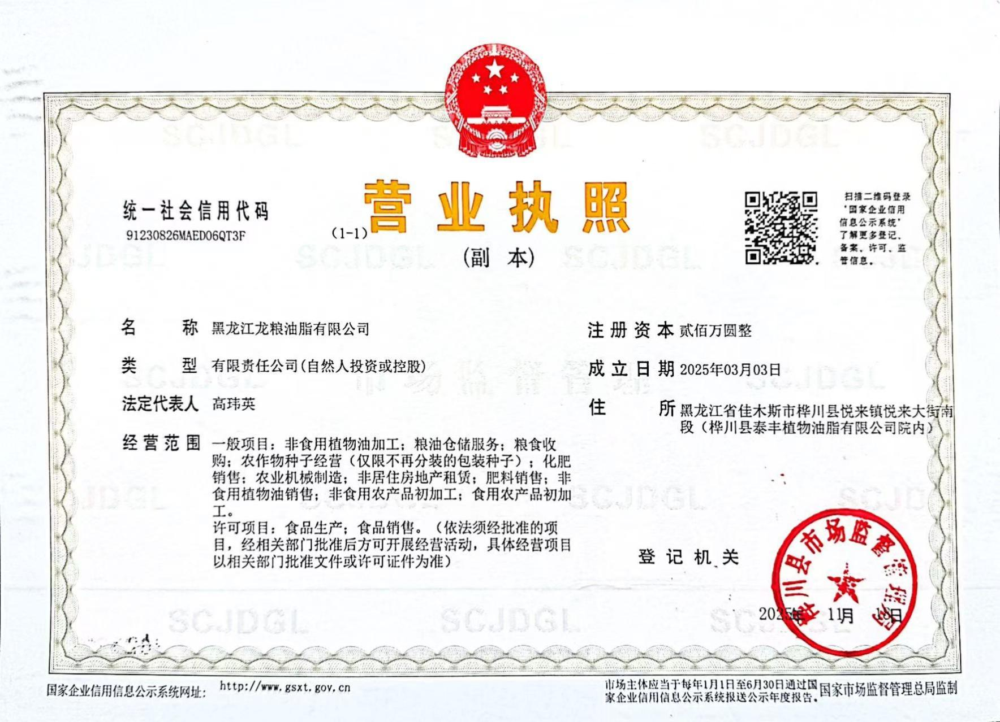 营业执照
(副 本)
(1-1)
统一社会信用代码
91230826MAED06QT3F
扫描二维码登录
"国家企业信用
信息公示系统"
了解更多登记、
备案、许可、监
管信息。
名 称 黑龙江龙粮油脂有限公司
类 型 有限责任公司(自然人投资或控股)
法定代表人 高玮英
经营范围 一般项目：非食用植物油加工；粮油仓储服务；粮食收
购；农作物种子经营（仅限不再分装的包装种子）；化肥
销售；农业机械制造；非居住房地产租赁；肥料销售；非
食用植物油销售；非食用农产品初加工；食用农产品初加
工。
许可项目：食品生产；食品销售。（依法须经批准的项
目，经相关部门批准后方可开展经营活动，具体经营项目
以相关部门批准文件或许可证件为准）
注册资本 贰佰万圆整
成立日期 2025年03月03日
住 所 黑龙江省佳木斯市桦川县悦来镇悦来大街南
段（桦川县泰丰植物油脂有限公司院内）
登记机关
桦川县市场监督管理局
2025年 11月 18日
国家企业信用信息公示系统网址：
http://www.gsxt.gov.cn
市场主体应当于每年1月1日至6月30日通过国
家企业信用信息公示系统报送公示年度报告。
国家市场监督管理总局监制
SCJDGL
市场监督管理